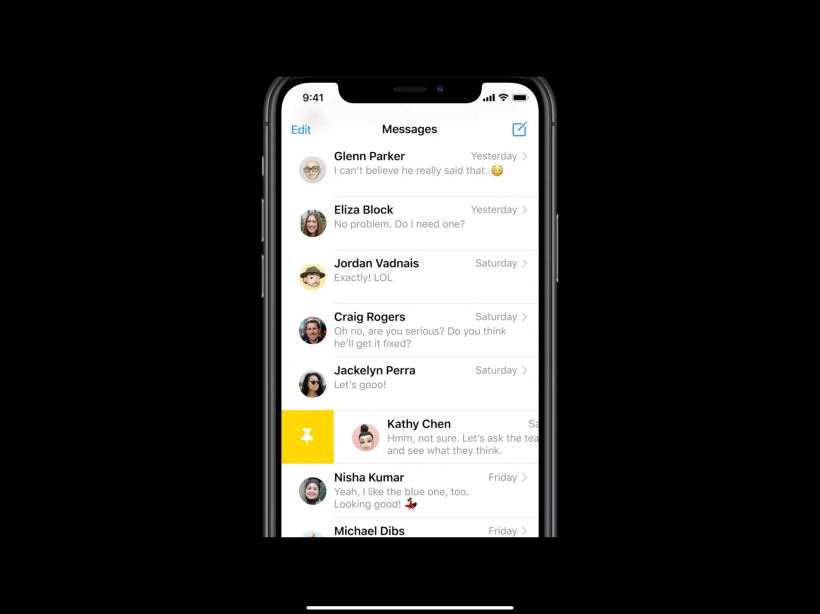 9:41
Edit
Messages
Glenn Parker
Yesterday
I can't believe he really said that. 😳
Eliza Block
Yesterday
No problem. Do I need one?
Jordan Vadnais
Saturday
Exactly! LOL
Craig Rogers
Saturday
Oh no, are you serious? Do you think
he'll get it fixed?
Jackelyn Perra
Saturday
Let's gooo!
Kathy Chen
Sa
Hmm, not sure. Let's ask the tea
and see what they think.
Nisha Kumar
Friday
Yeah, I like the blue one, too.
Looking good! 💃
Michael Dibs
Friday